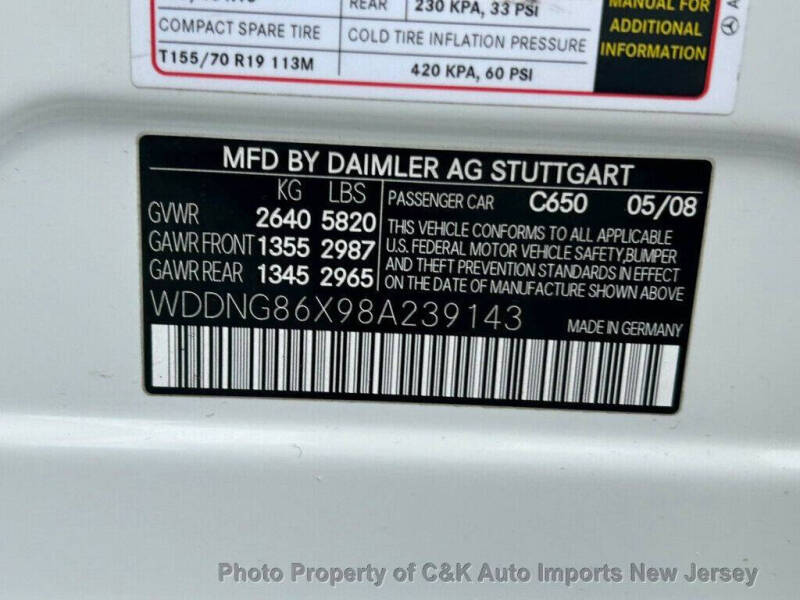 REAR 230 KPA, 33 PSI
MANUAL FOR
ADDITIONAL
INFORMATION
COMPACT SPARE TIRE COLD TIRE INFLATION PRESSURE
T155/70 R19 113M 420 KPA, 60 PSI
MFD BY DAIMLER AG STUTTGART
KG LBS
GVWR 2640 5820
GAWR FRONT 1355 2987
GAWR REAR 1345 2965
PASSENGER CAR C650 05/08
THIS VEHICLE CONFORMS TO ALL APPLICABLE
U.S. FEDERAL MOTOR VEHICLE SAFETY,BUMPER
AND THEFT PREVENTION STANDARDS IN EFFECT
ON THE DATE OF MANUFACTURE SHOWN ABOVE.
WDDNG86X98A239143 MADE IN GERMANY
Photo Property of C&K Auto Imports New Jersey